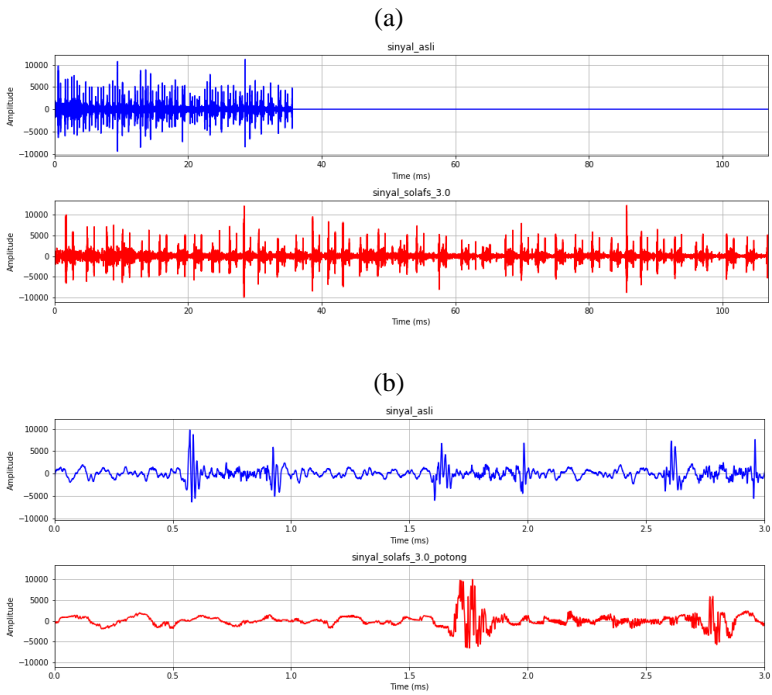 (a)
sinyal_asli
10000
5000
0
−5000
−10000
Amplitude
0 20 40 60 80 100
Time (ms)
sinyal_solafs_3.0
10000
5000
0
−5000
−10000
Amplitude
0 20 40 60 80 100
Time (ms)
(b)
sinyal_asli
10000
5000
0
−5000
−10000
Amplitude
0.0 0.5 1.0 1.5 2.0 2.5 3.0
Time (ms)
sinyal_solafs_3.0_potong
10000
5000
0
−5000
−10000
Amplitude
0.0 0.5 1.0 1.5 2.0 2.5 3.0
Time (ms)